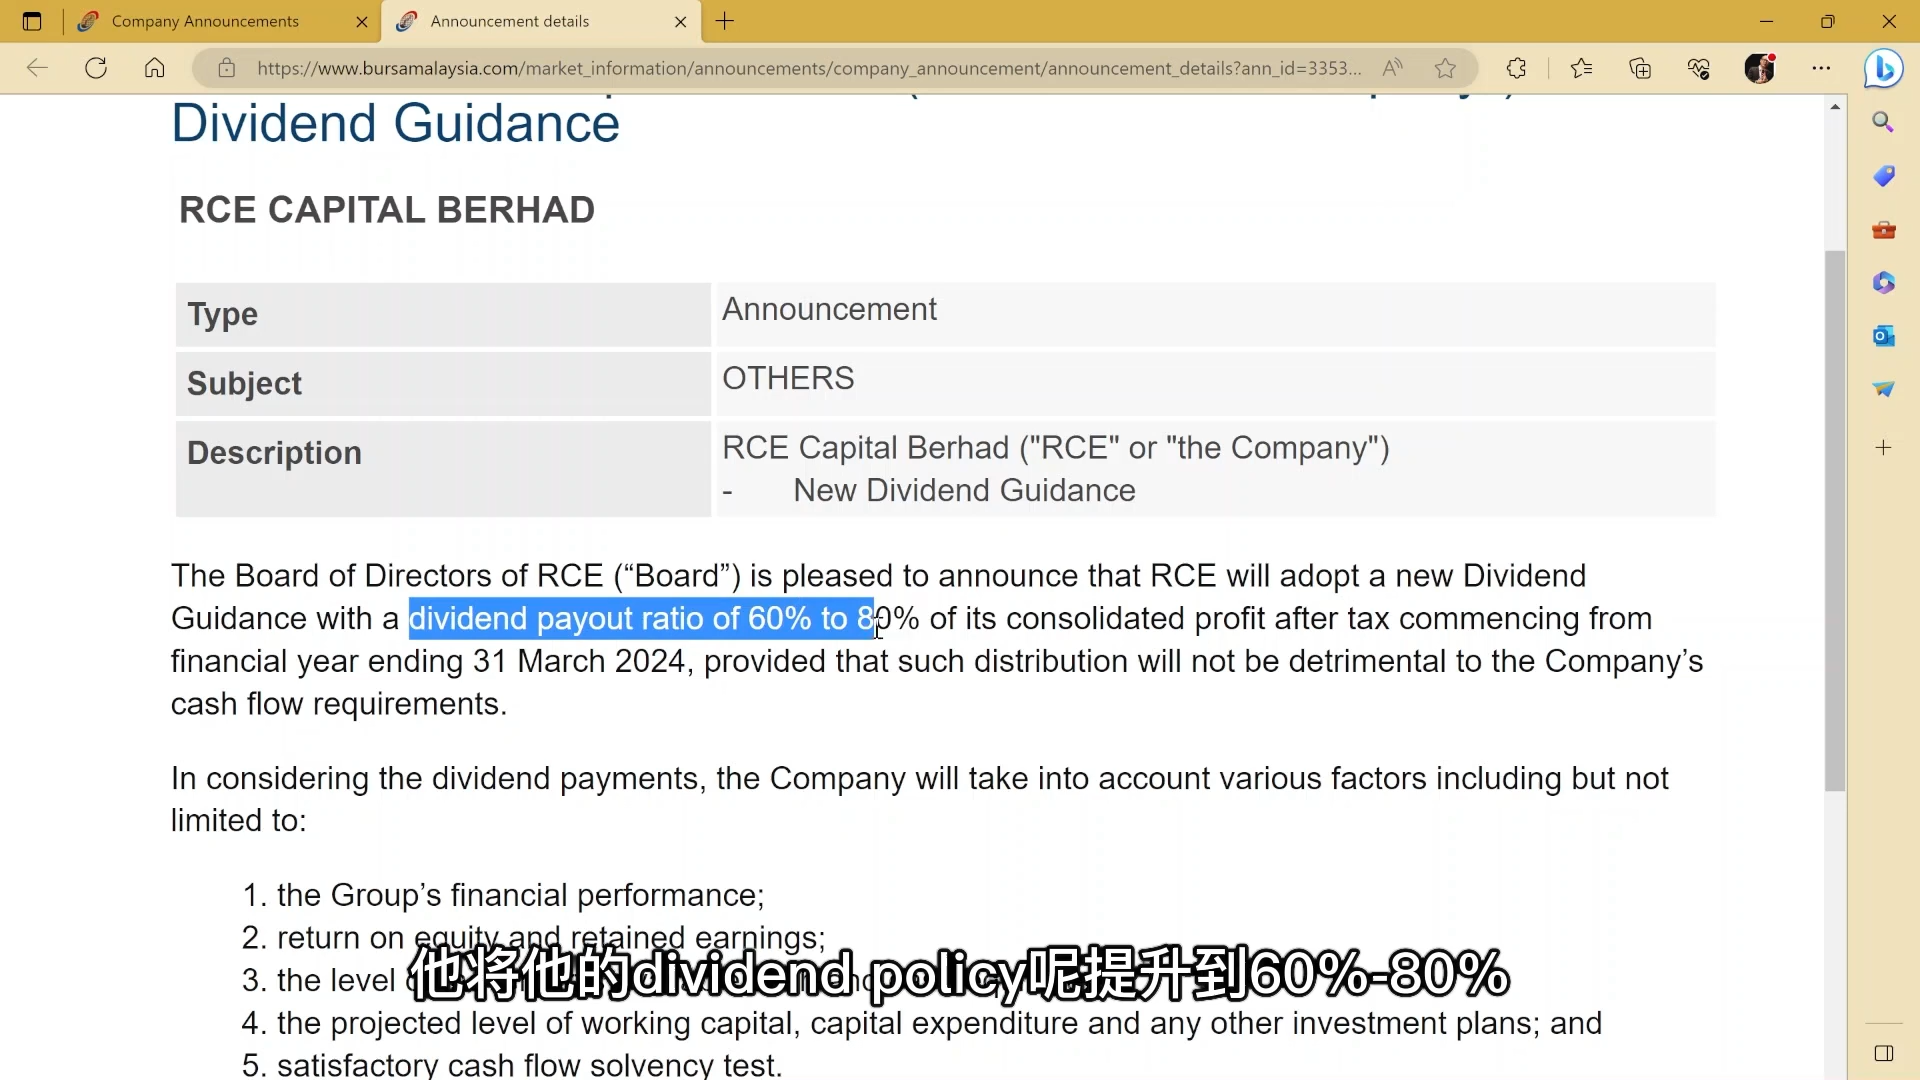 Company Announcements
Announcement details
https://www.bursamalaysia.com/market_information/announcements/company_announcement/announcement_details?ann_id=3353...
Dividend Guidance
RCE CAPITAL BERHAD
Type
Announcement
Subject
OTHERS
Description
RCE Capital Berhad ("RCE" or "the Company")
- New Dividend Guidance
The Board of Directors of RCE (“Board”) is pleased to announce that RCE will adopt a new Dividend
Guidance with a dividend payout ratio of 60% to 80% of its consolidated profit after tax commencing from
financial year ending 31 March 2024, provided that such distribution will not be detrimental to the Company’s
cash flow requirements.
In considering the dividend payments, the Company will take into account various factors including but not
limited to:
1. the Group’s financial performance;
2. return on equity and retained earnings;
3. the level
4. the projected level of working capital, capital expenditure and any other investment plans; and
5. satisfactory cash flow solvency test.
他将他的dividend policy呢提升到60%-80%